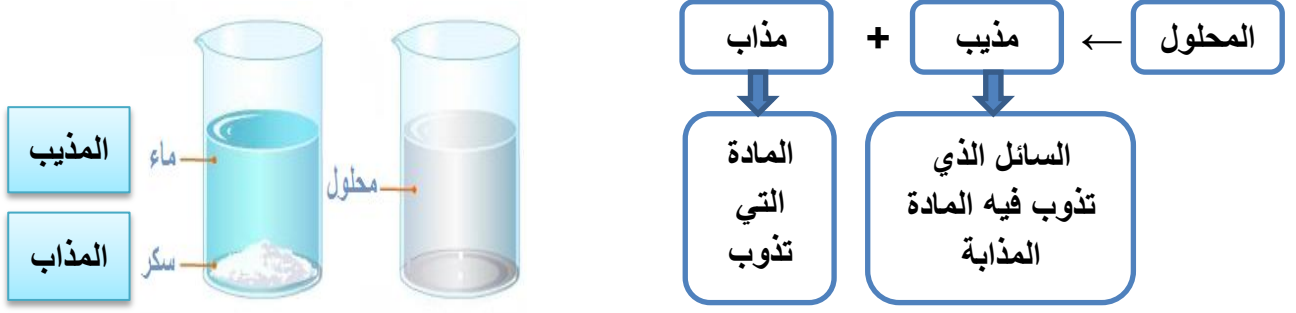 المحلول ← مذيب + مذاب
السائل الذي
تذوب فيه المادة
المذابة
المادة
التي
تذوب
محلول
ماء
سكر
المذيب
المذاب